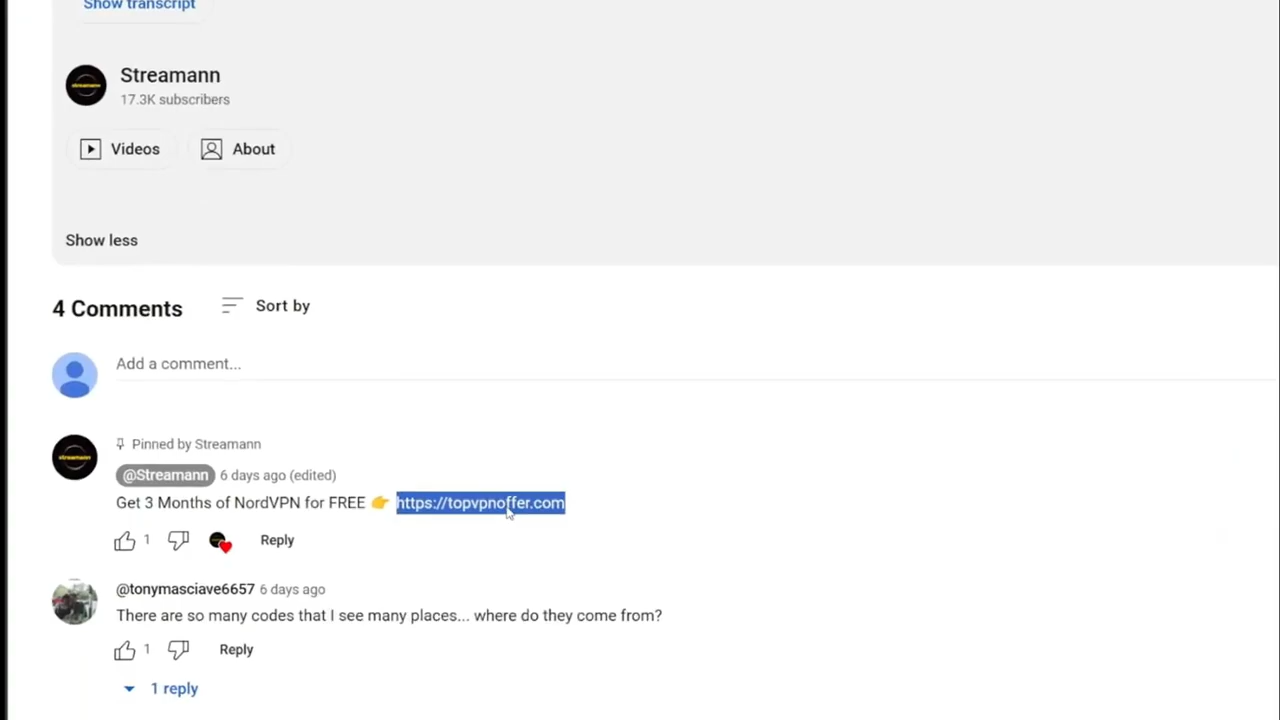 Show transcript
Streamann
17.3K subscribers
Videos
About
Show less
4 Comments
Sort by
Add a comment...
Pinned by Streamann
@Streamann 6 days ago (edited)
Get 3 Months of NordVPN for FREE 👉 https://topvpnoffer.com
1
Reply
@tonymasciave6657 6 days ago
There are so many codes that I see many places... where do they come from?
1
Reply
1 reply